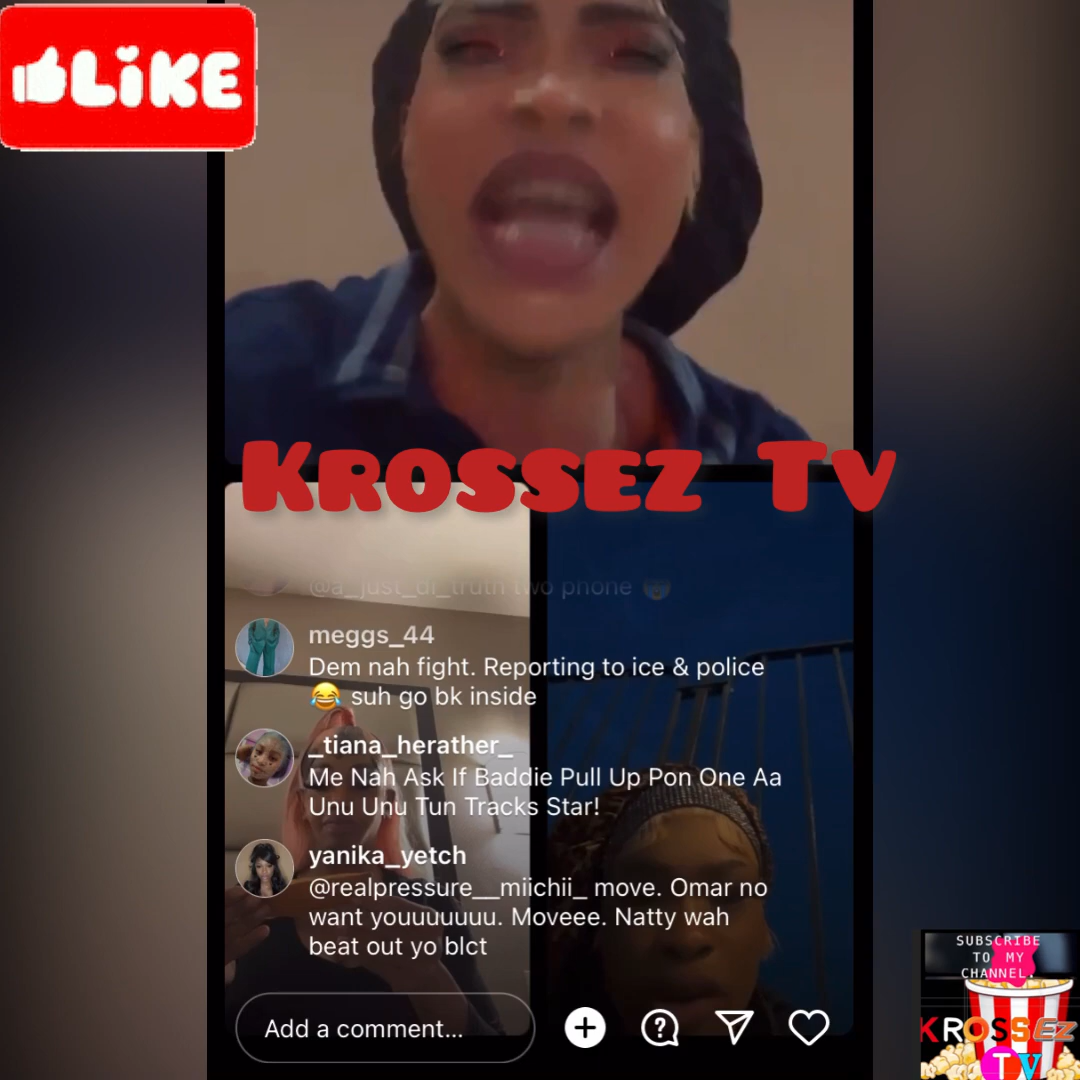 LiKE
KROSSEZ TV
@a_just_di_truth two phone
meggs_44
Dem nah fight. Reporting to ice & police
😂 suh go bk inside
_tiana_herather_
Me Nah Ask If Baddie Pull Up Pon One Aa
Unu Unu Tun Tracks Star!
yanika_yetch
@realpressure__miichii_ move. Omar no
want youuuuuuu. Moveee. Natty wah
beat out yo blct
Add a comment...
SUBSCRIBE
TO MY
CHANNEL.
KROSSEZ
TV